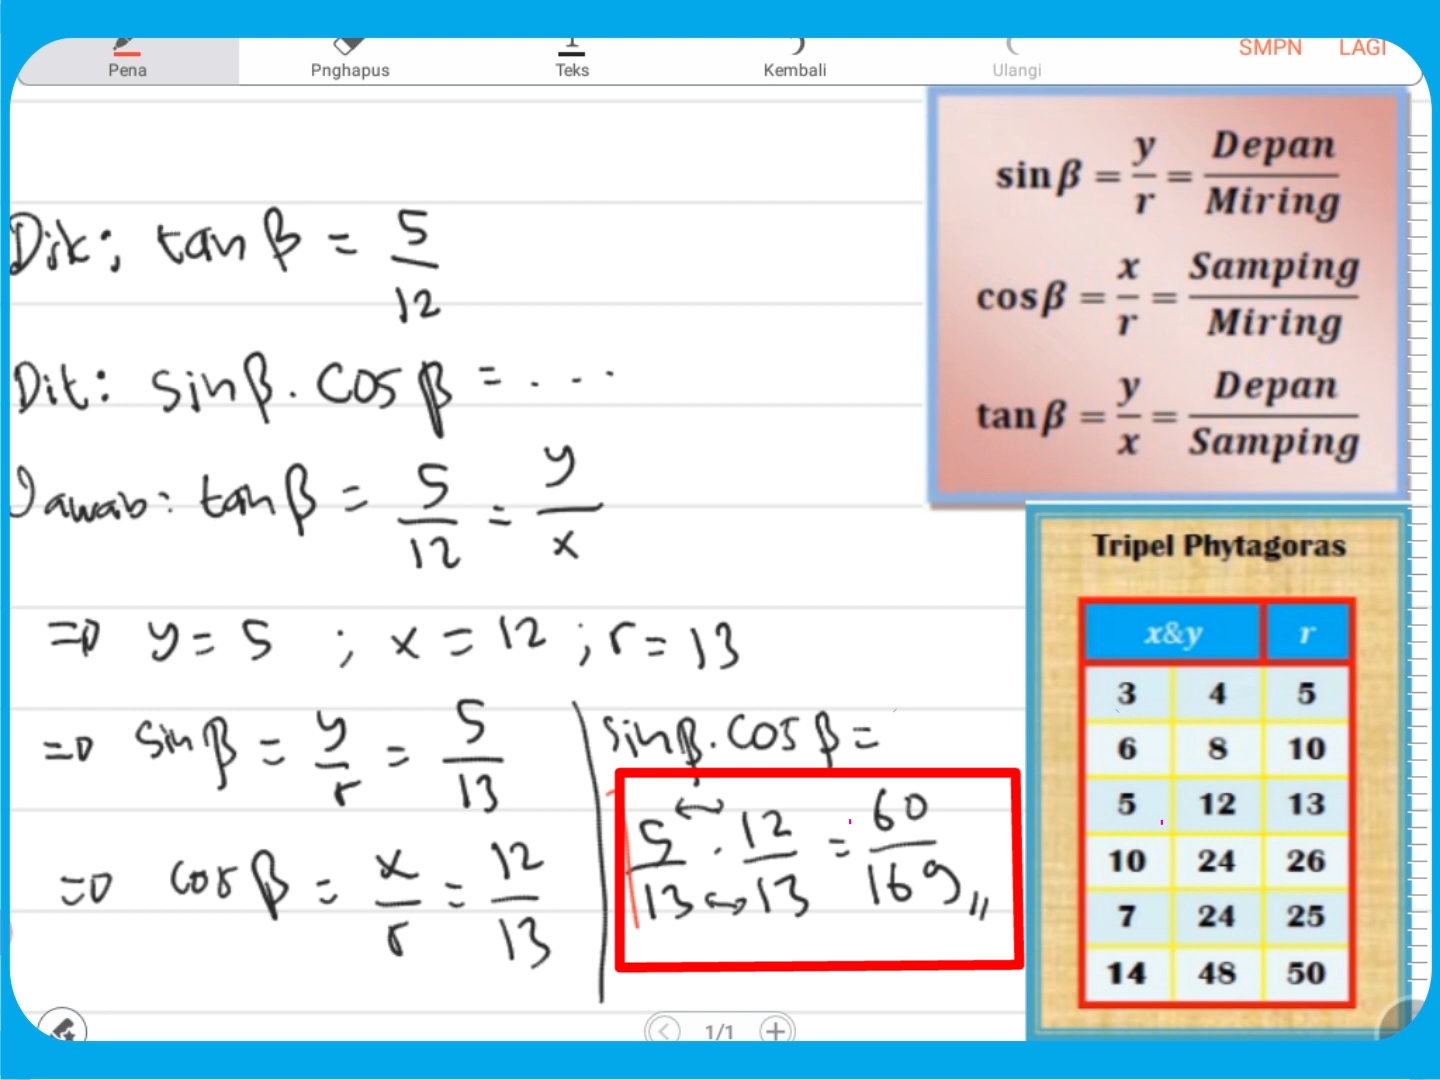 Pena Pnghapus Teks Kembali Ulangi SMPN LAGI
Dik; tan β = 5/12
Dit: sin β . cos β = ...
Jawab: tan β = 5/12 = y/x
=> y = 5 ; x = 12 ; r = 13
=> sin β = y/r = 5/13
=> cos β = x/r = 12/13
sin β . cos β =
5/13 . 12/13 = 60/169 //
sin β = y/r = Depan/Miring
cos β = x/r = Samping/Miring
tan β = y/x = Depan/Samping
Tripel Phytagoras
x&y r
3 4 5
6 8 10
5 12 13
10 24 26
7 24 25
14 48 50
1/1